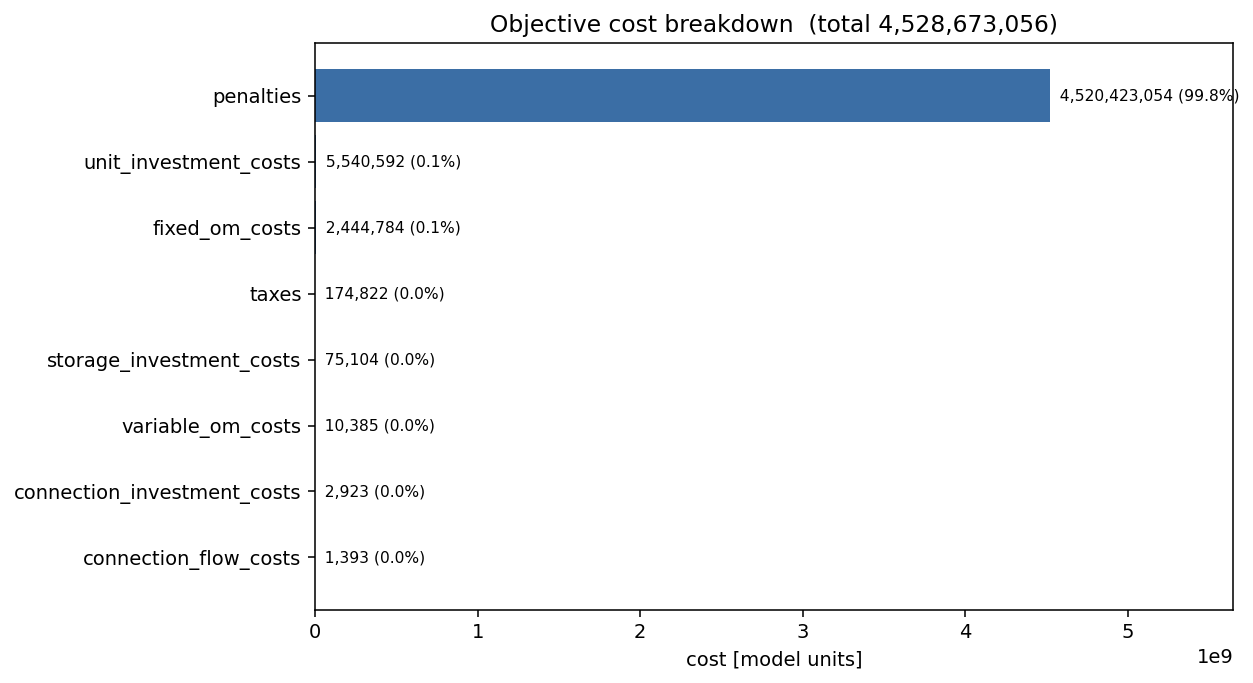 Objective cost breakdown  (total 4,528,673,056)
penalties 4,520,423,054 (99.8%)
unit_investment_costs 5,540,592 (0.1%)
fixed_om_costs 2,444,784 (0.1%)
taxes 174,822 (0.0%)
storage_investment_costs 75,104 (0.0%)
variable_om_costs 10,385 (0.0%)
connection_investment_costs 2,923 (0.0%)
connection_flow_costs 1,393 (0.0%)
0 1 2 3 4 5
1e9
cost [model units]